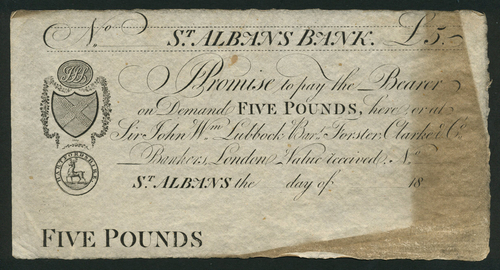 No
ST ALBANS BANK. £5.-
I Promise to pay the Bearer
on Demand FIVE POUNDS, here or at
Sir John Wm Lubbock Bart Forster, Clarke & Co
Bankers, London Value received, No
ST ALBANS the day of 18
HERTFORDSHIRE
FIVE POUNDS